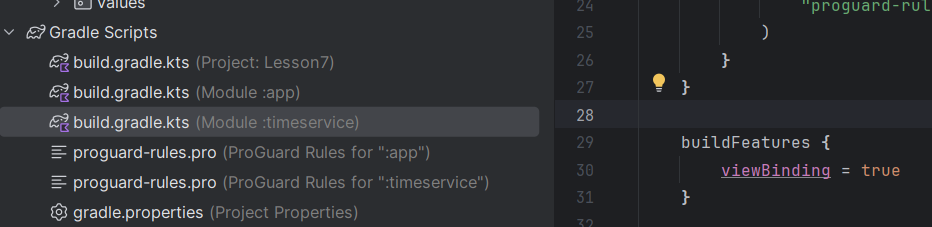 values
Gradle Scripts
build.gradle.kts (Project: Lesson7)
build.gradle.kts (Module :app)
build.gradle.kts (Module :timeservice)
proguard-rules.pro (ProGuard Rules for ":app")
proguard-rules.pro (ProGuard Rules for ":timeservice")
gradle.properties (Project Properties)
24 "proguard-rul
25 )
26 }
27 }
28
29 buildFeatures {
30 viewBinding = true
31 }
32